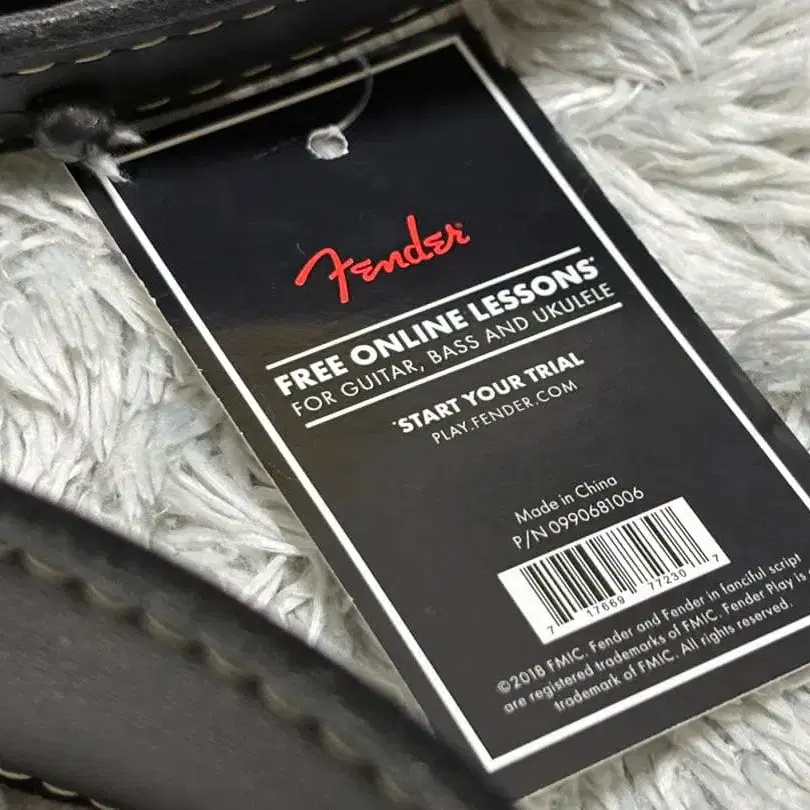 Fender
FREE ONLINE LESSONS*
FOR GUITAR, BASS AND UKULELE
*START YOUR TRIAL
PLAY.FENDER.COM
Made in China
P/N 0990681006
7 17669 77230 7
©2018 FMIC. Fender and Fender in fanciful script
are registered trademarks of FMIC. Fender Play is a
trademark of FMIC. All rights reserved.